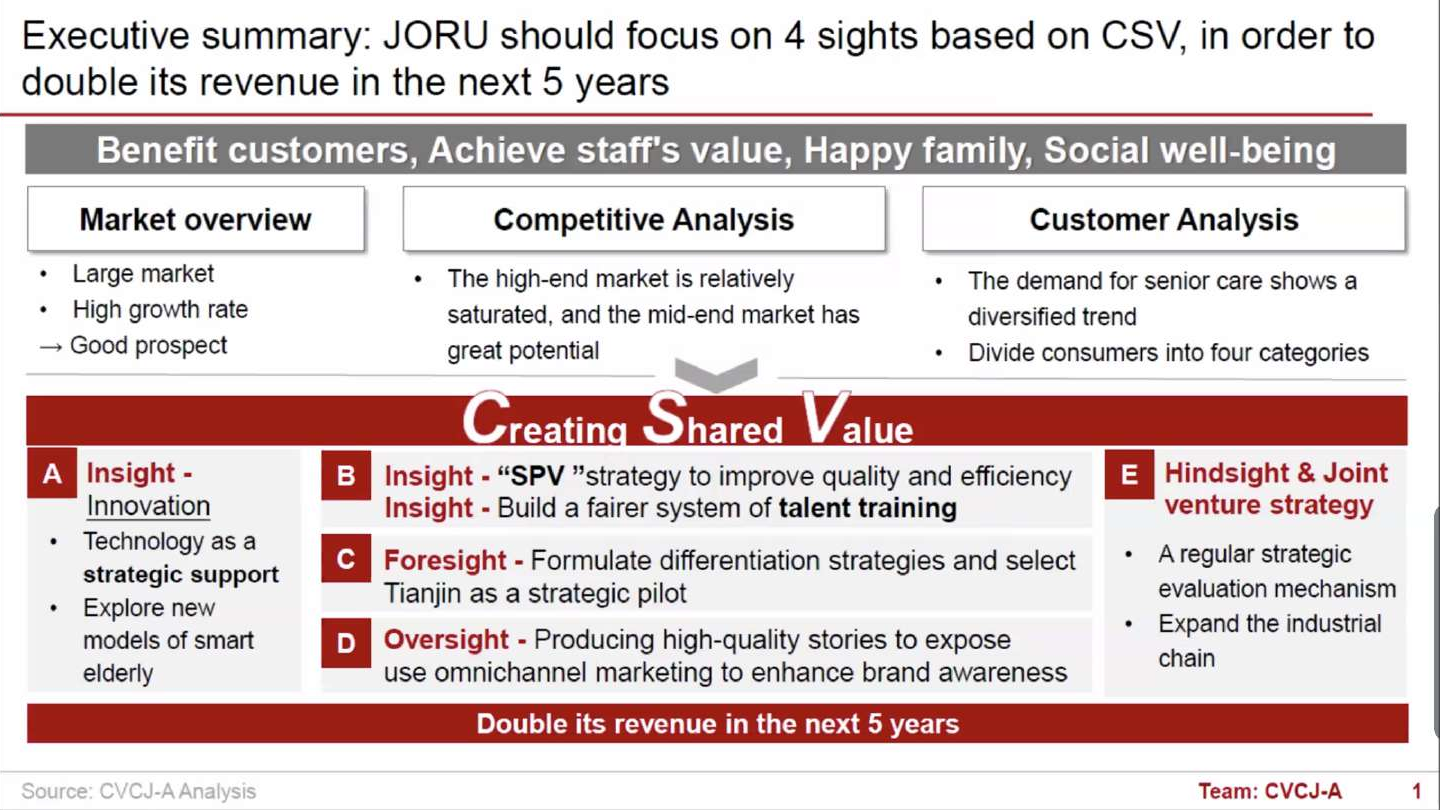 Executive summary: JORU should focus on 4 sights based on CSV, in order to
double its revenue in the next 5 years
Benefit customers, Achieve staff's value, Happy family, Social well-being
Market overview
• Large market
• High growth rate
→ Good prospect
Competitive Analysis
• The high-end market is relatively
saturated, and the mid-end market has
great potential
Customer Analysis
• The demand for senior care shows a
diversified trend
• Divide consumers into four categories
Creating Shared Value
A
Insight -
Innovation
• Technology as a
strategic support
• Explore new
models of smart
elderly
B
Insight - “SPV ”strategy to improve quality and efficiency
Insight - Build a fairer system of talent training
C
Foresight - Formulate differentiation strategies and select
Tianjin as a strategic pilot
D
Oversight - Producing high-quality stories to expose
use omnichannel marketing to enhance brand awareness
E
Hindsight & Joint
venture strategy
• A regular strategic
evaluation mechanism
• Expand the industrial
chain
Double its revenue in the next 5 years
Source: CVCJ-A Analysis
Team: CVCJ-A
1